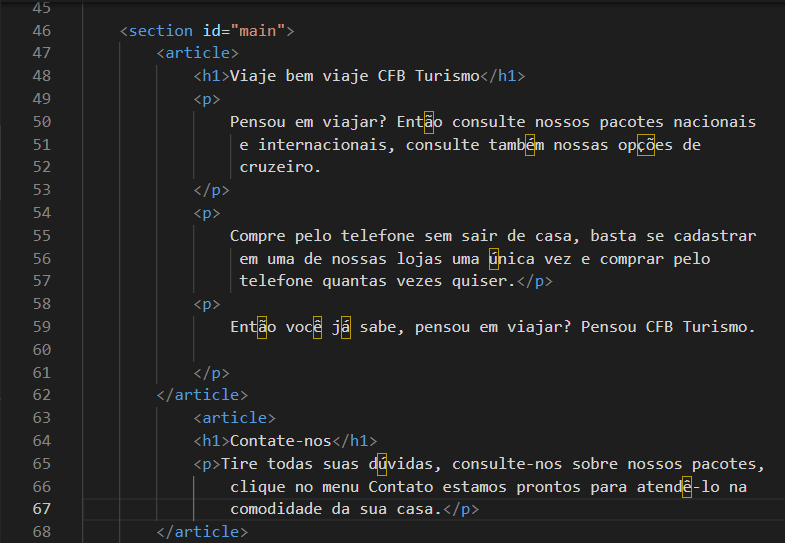 45
46 <section id="main">
47 <article>
48 <h1>Viaje bem viaje CFB Turismo</h1>
49 <p>
50 Pensou em viajar? Então consulte nossos pacotes nacionais
51 e internacionais, consulte também nossas opções de
52 cruzeiro.
53 </p>
54 <p>
55 Compre pelo telefone sem sair de casa, basta se cadastrar
56 em uma de nossas lojas uma única vez e comprar pelo
57 telefone quantas vezes quiser.</p>
58 <p>
59 Então você já sabe, pensou em viajar? Pensou CFB Turismo.
60
61 </p>
62 </article>
63 <article>
64 <h1>Contate-nos</h1>
65 <p>Tire todas suas dúvidas, consulte-nos sobre nossos pacotes,
66 clique no menu Contato estamos prontos para atendê-lo na
67 comodidade da sua casa.</p>
68 </article>